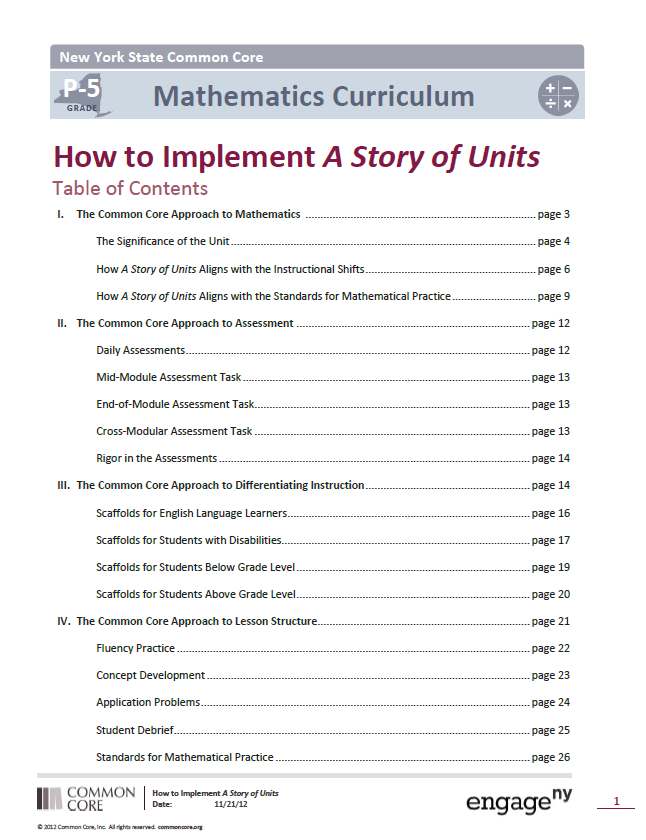 New York State Common Core
P-5
GRADE
Mathematics Curriculum
How to Implement A Story of Units
Table of Contents
I. The Common Core Approach to Mathematics ........ page 3
The Significance of the Unit ........ page 4
How A Story of Units Aligns with the Instructional Shifts ........ page 6
How A Story of Units Aligns with the Standards for Mathematical Practice ........ page 9
II. The Common Core Approach to Assessment ........ page 12
Daily Assessments ........ page 12
Mid-Module Assessment Task ........ page 13
End-of-Module Assessment Task ........ page 13
Cross-Modular Assessment Task ........ page 13
Rigor in the Assessments ........ page 14
III. The Common Core Approach to Differentiating Instruction ........ page 14
Scaffolds for English Language Learners ........ page 16
Scaffolds for Students with Disabilities ........ page 17
Scaffolds for Students Below Grade Level ........ page 19
Scaffolds for Students Above Grade Level ........ page 20
IV. The Common Core Approach to Lesson Structure ........ page 21
Fluency Practice ........ page 22
Concept Development ........ page 23
Application Problems ........ page 24
Student Debrief ........ page 25
Standards for Mathematical Practice ........ page 26
COMMON CORE
How to Implement A Story of Units
Date: 11/21/12
engageny
1
© 2012 Common Core, Inc. All rights reserved. commoncore.org